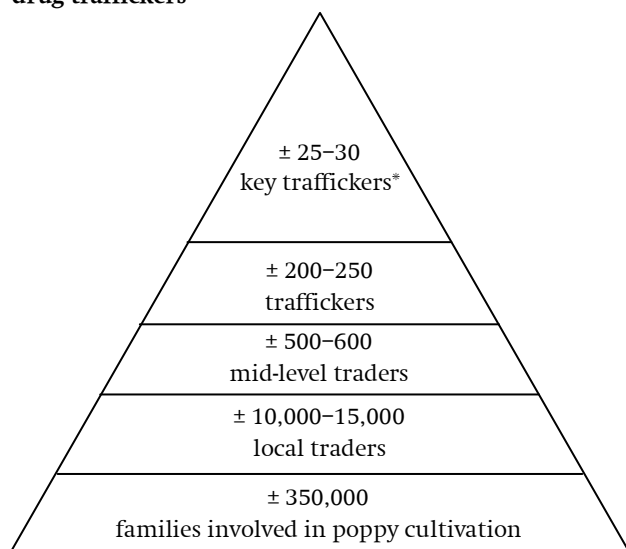 drug traffickers
± 25–30
key traffickers*
± 200–250
traffickers
± 500–600
mid-level traders
± 10,000–15,000
local traders
± 350,000
families involved in poppy cultivation